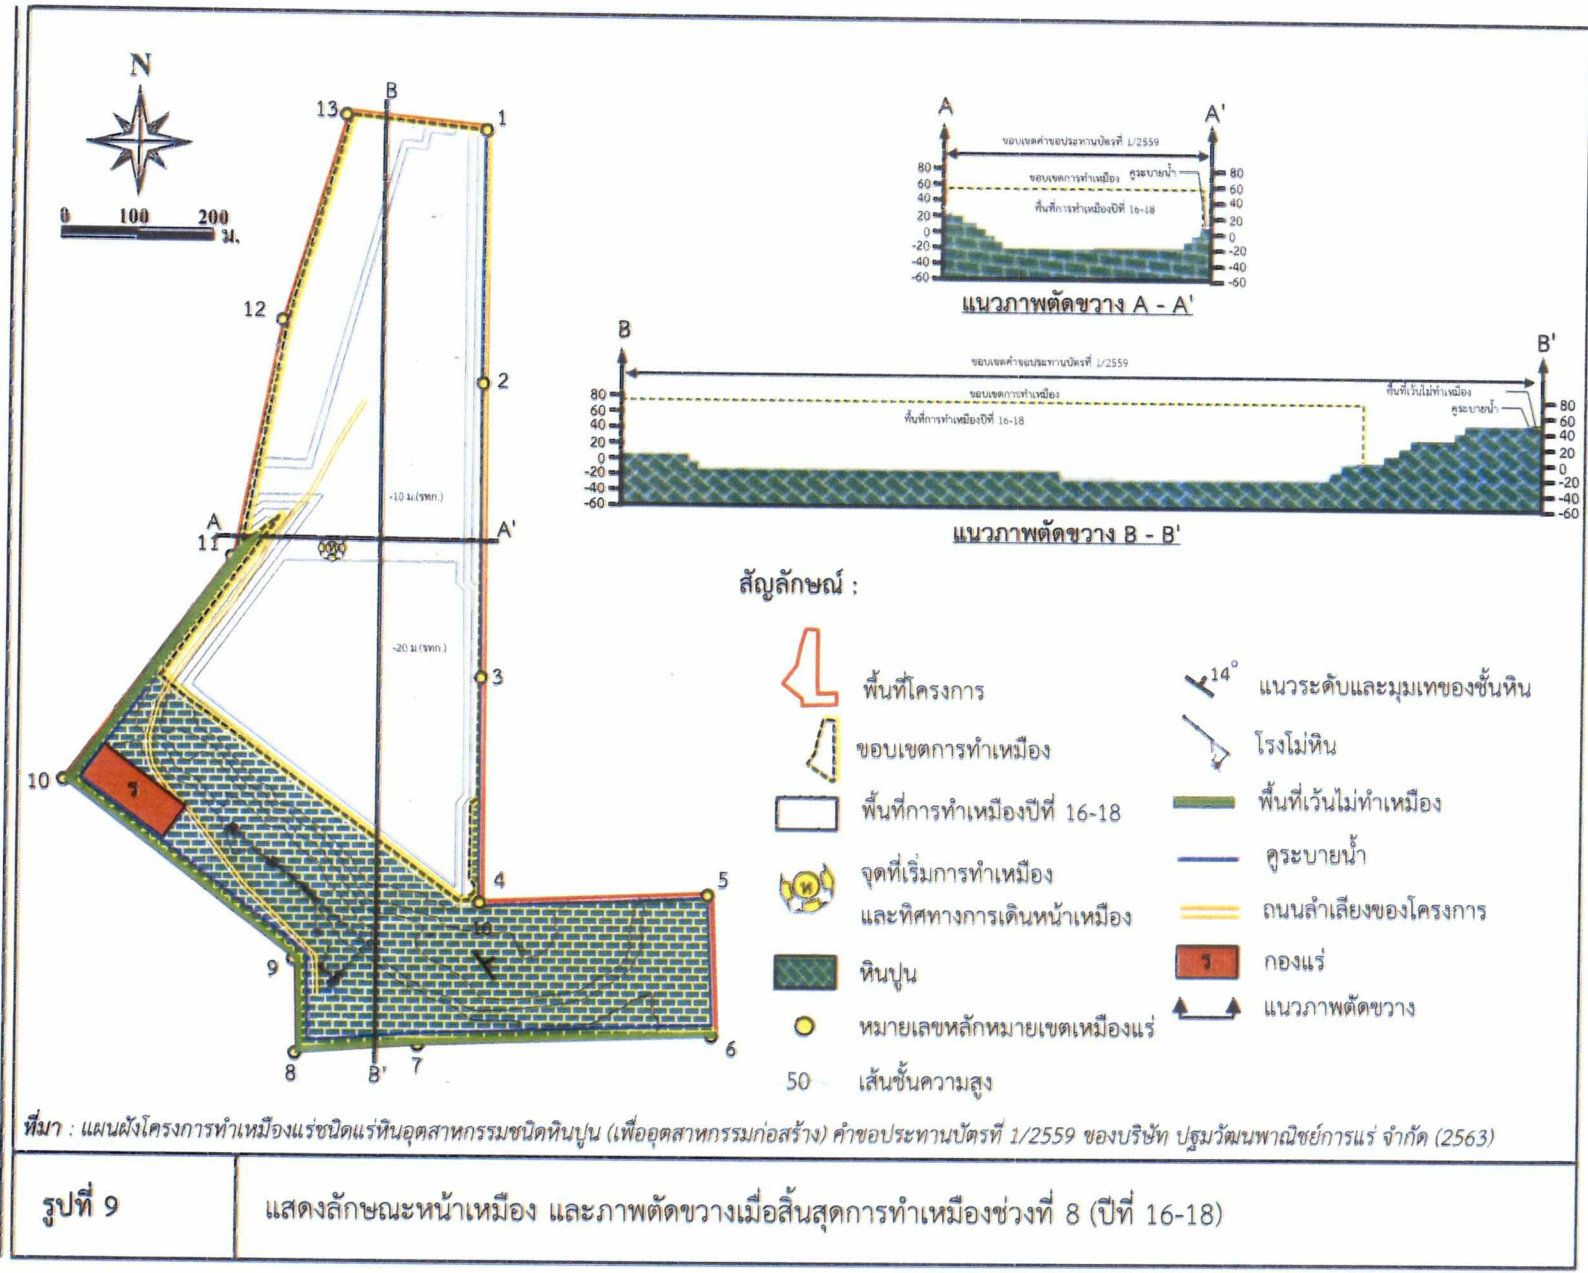 N
0 100 200
ม.
B
13
1
12
2
-10 ม.(รทก.)
A
A'
11
ห
-20 ม.(รทก.)
3
10
ร
4
5
10
9
8
B'
7
6
A
A'
ขอบเขตคำขอประทานบัตรที่ 1/2559
ขอบเขตการทำเหมือง
คูระบายน้ำ
พื้นที่การทำเหมืองปีที่ 16-18
80
60
40
20
0
-20
-40
-60
80
60
40
20
0
-20
-40
-60
แนวภาพตัดขวาง A - A'
B
B'
ขอบเขตคำขอประทานบัตรที่ 1/2559
ขอบเขตการทำเหมือง
พื้นที่เว้นไม่ทำเหมือง
คูระบายน้ำ
พื้นที่การทำเหมืองปีที่ 16-18
80
60
40
20
0
-20
-40
-60
80
60
40
20
0
-20
-40
-60
แนวภาพตัดขวาง B - B'
สัญลักษณ์ :
พื้นที่โครงการ
ขอบเขตการทำเหมือง
พื้นที่การทำเหมืองปีที่ 16-18
ห
จุดที่เริ่มการทำเหมือง
และทิศทางการเดินหน้าเหมือง
หินปูน
หมายเลขหลักหมายเขตเหมืองแร่
50 เส้นชั้นความสูง
14° แนวระดับและมุมเทของชั้นหิน
โรงโม่หิน
พื้นที่เว้นไม่ทำเหมือง
คูระบายน้ำ
ถนนลำเลียงของโครงการ
ร กองแร่
แนวภาพตัดขวาง
ที่มา : แผนผังโครงการทำเหมืองแร่ชนิดแร่หินอุตสาหกรรมชนิดหินปูน (เพื่ออุตสาหกรรมก่อสร้าง) คำขอประทานบัตรที่ 1/2559 ของบริษัท ปฐมวัฒนพาณิชย์การแร่ จำกัด (2563)
รูปที่ 9
แสดงลักษณะหน้าเหมือง และภาพตัดขวางเมื่อสิ้นสุดการทำเหมืองช่วงที่ 8 (ปีที่ 16-18)